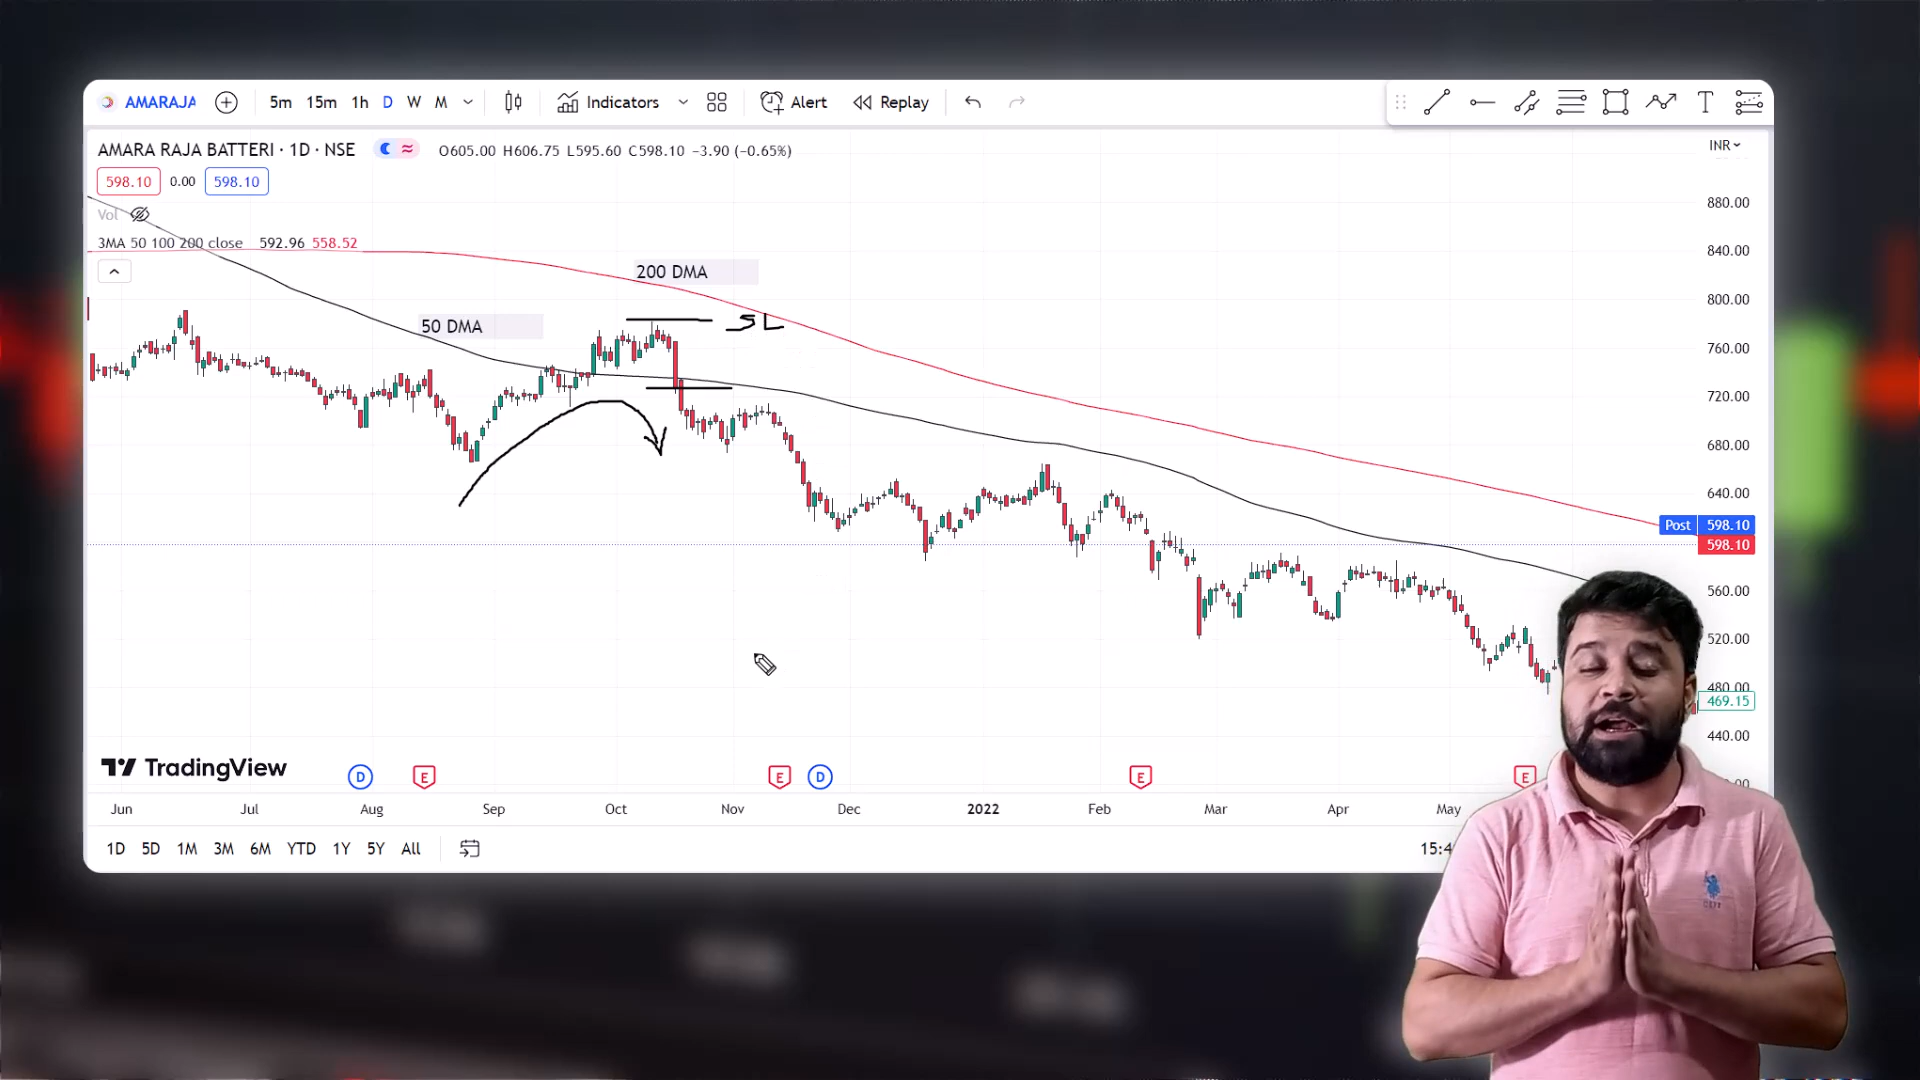 AMARAJA 5m 15m 1h D W M Indicators Alert Replay
AMARA RAJA BATTERI · 1D · NSE O605.00 H606.75 L595.60 C598.10 −3.90 (−0.65%)
INR
598.10 0.00 598.10
Vol
3MA 50 100 200 close 592.96 558.52
200 DMA
50 DMA
SL
880.00
840.00
800.00
760.00
720.00
680.00
640.00
Post 598.10
598.10
560.00
520.00
480.00
469.15
440.00
TradingView
D E E D E E
Jun Jul Aug Sep Oct Nov Dec 2022 Feb Mar Apr May
1D 5D 1M 3M 6M YTD 1Y 5Y All
15:4